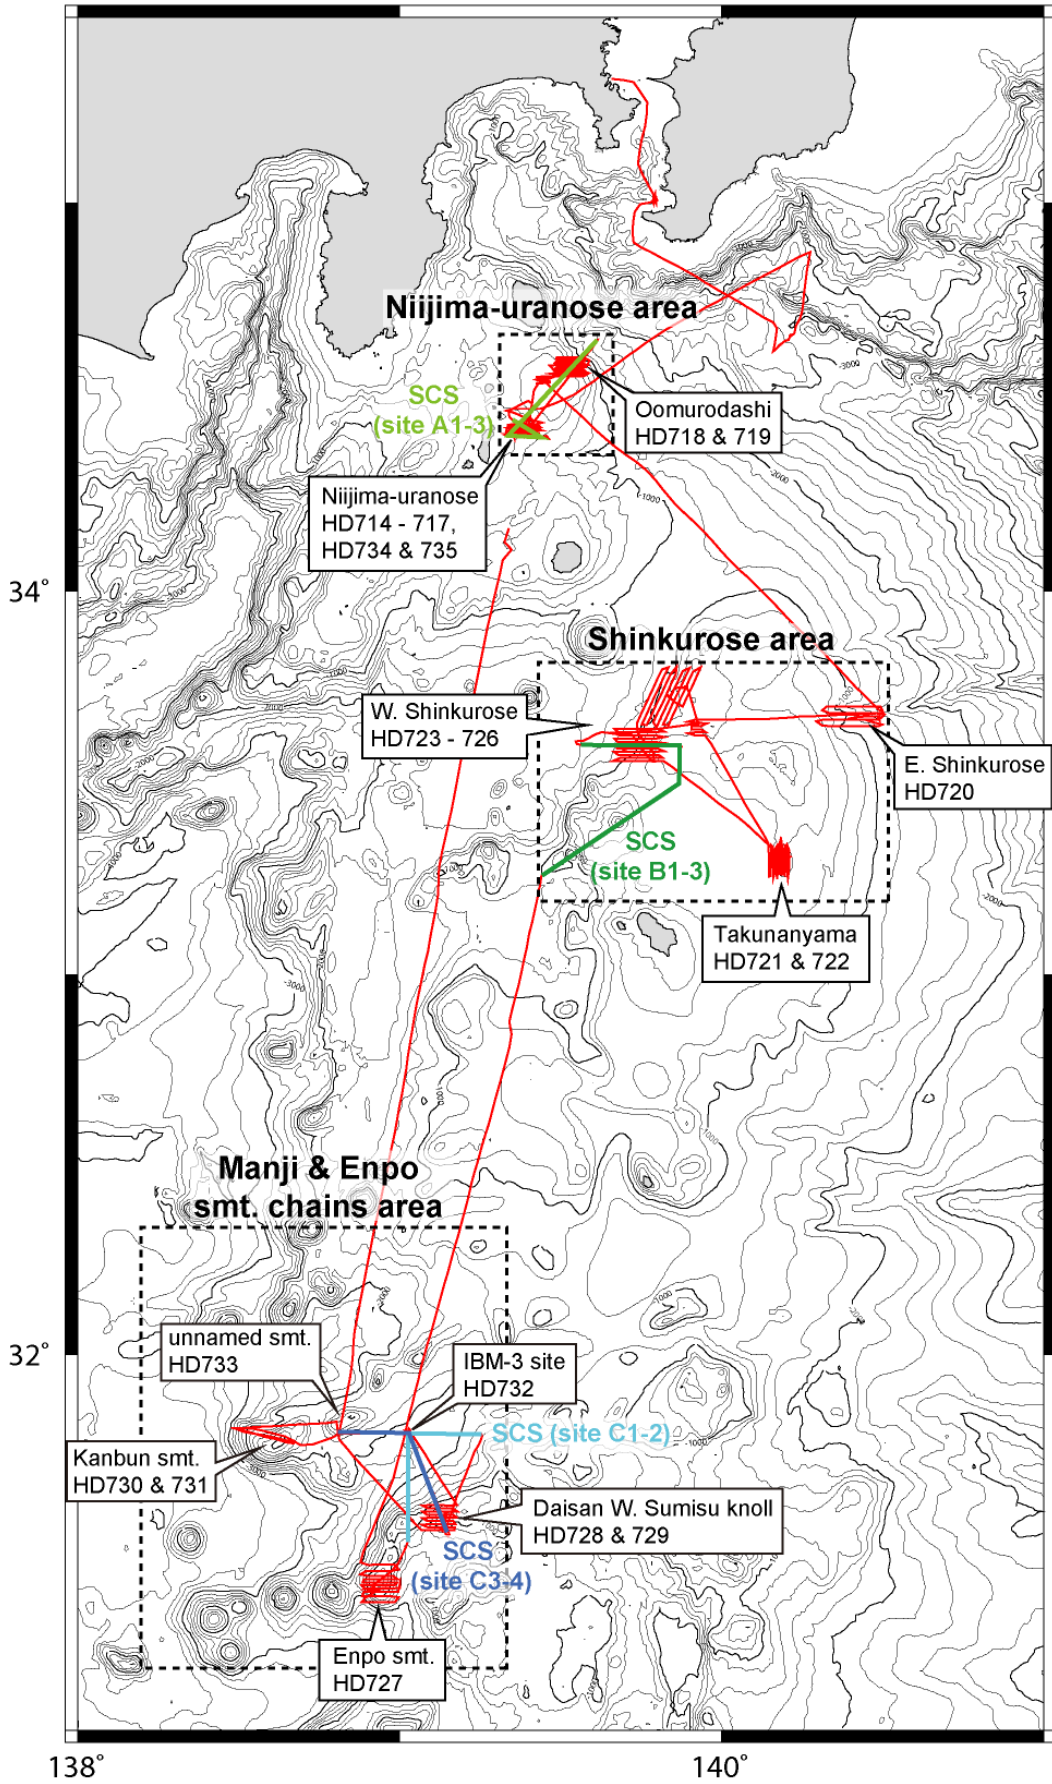 Niijima-uranose area
SCS
(site A1-3)
Oomurodashi
HD718 & 719
Niijima-uranose
HD714 - 717,
HD734 & 735
34°
Shinkurose area
W. Shinkurose
HD723 - 726
E. Shinkurose
HD720
SCS
(site B1-3)
Takunanyama
HD721 & 722
Manji & Enpo
smt. chains area
unnamed smt.
HD733
32°
IBM-3 site
HD732
SCS (site C1-2)
Kanbun smt.
HD730 & 731
Daisan W. Sumisu knoll
HD728 & 729
SCS
(site C3-4)
Enpo smt.
HD727
138°
140°